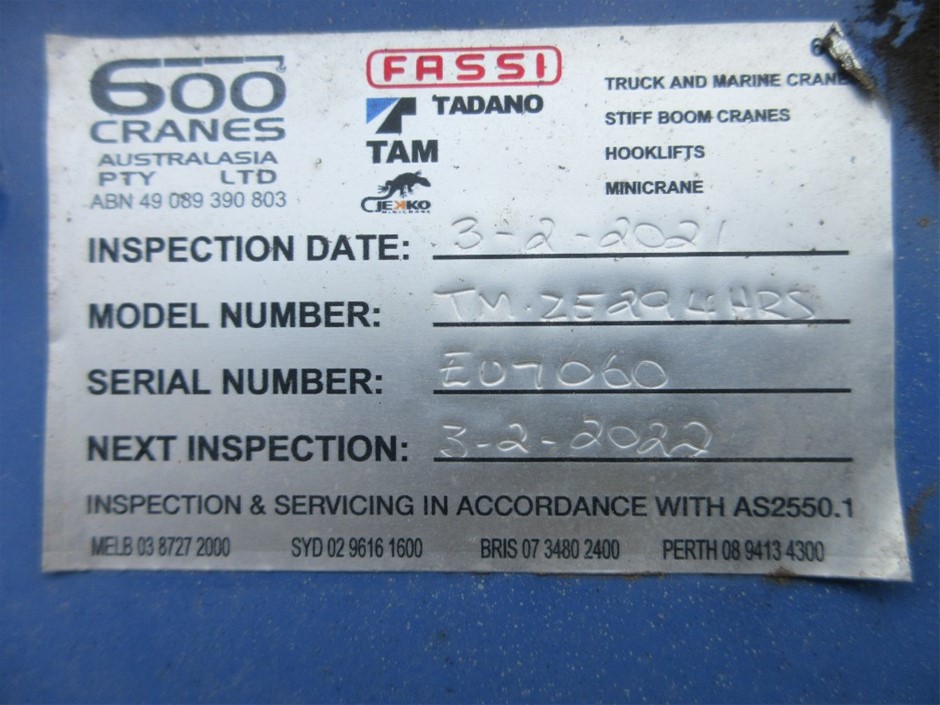 600
CRANES
AUSTRALASIA
PTY LTD
ABN 49 089 390 803
FASSI
TADANO
TAM
JEKKO
MINICRANE
TRUCK AND MARINE CRANE
STIFF BOOM CRANES
HOOKLIFTS
MINICRANE
INSPECTION DATE: 3-2-2021
MODEL NUMBER: TM-ZE294HRS
SERIAL NUMBER: EU7060
NEXT INSPECTION: 3-2-2022
INSPECTION & SERVICING IN ACCORDANCE WITH AS2550.1
MELB 03 8727 2000 SYD 02 9616 1600 BRIS 07 3480 2400 PERTH 08 9413 4300